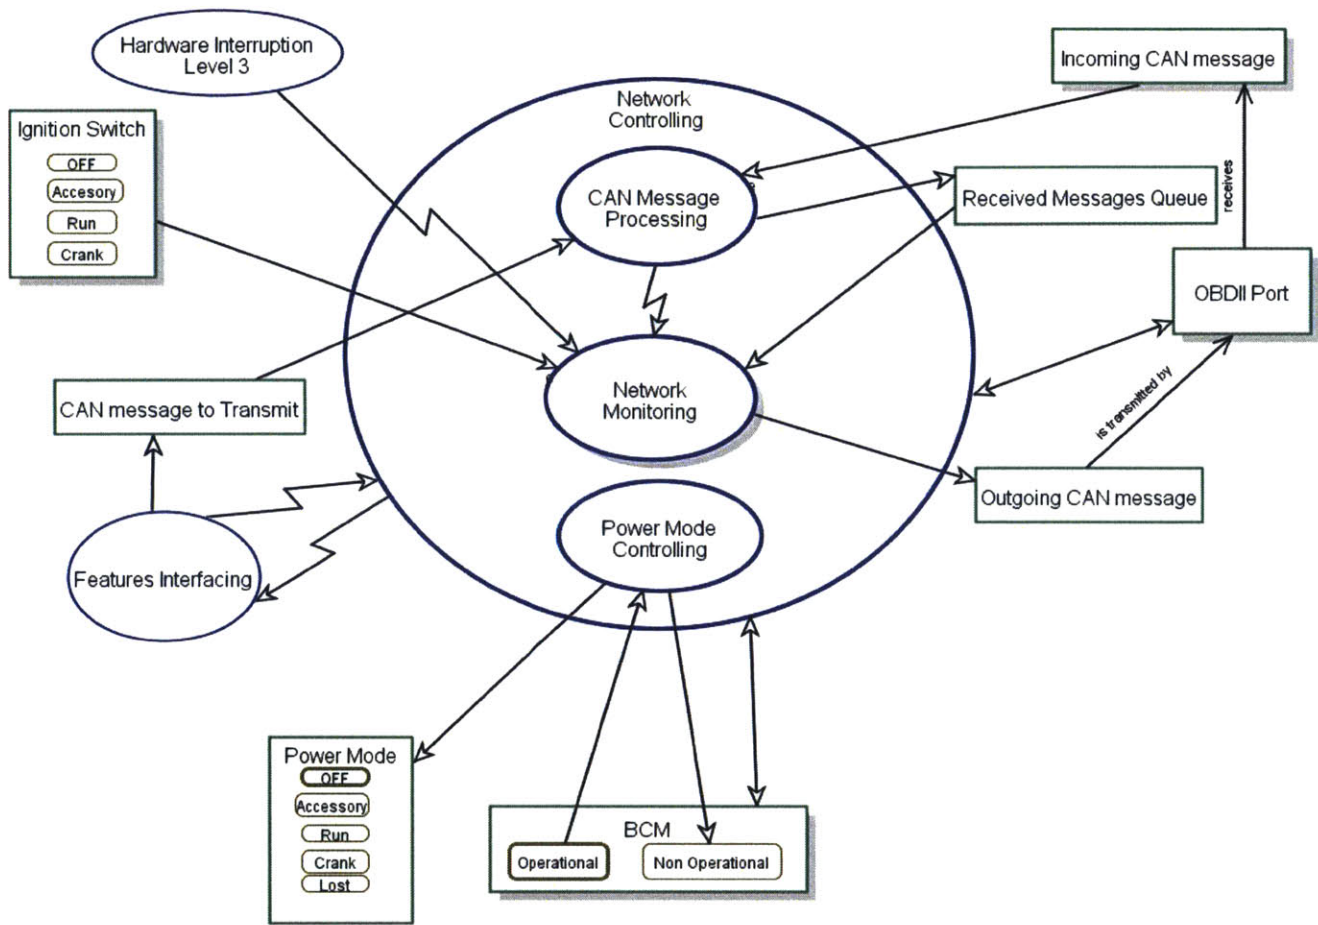 Hardware Interruption
Level 3
Incoming CAN message
Network
Controlling
Ignition Switch
OFF
Accesory
Run
Crank
CAN Message
Processing
Received Messages Queue
receives
OBDII Port
Network
Monitoring
CAN message to Transmit
is transmitted by
Outgoing CAN message
Power Mode
Controlling
Features Interfacing
Power Mode
OFF
Accessory
Run
Crank
Lost
BCM
Operational
Non Operational